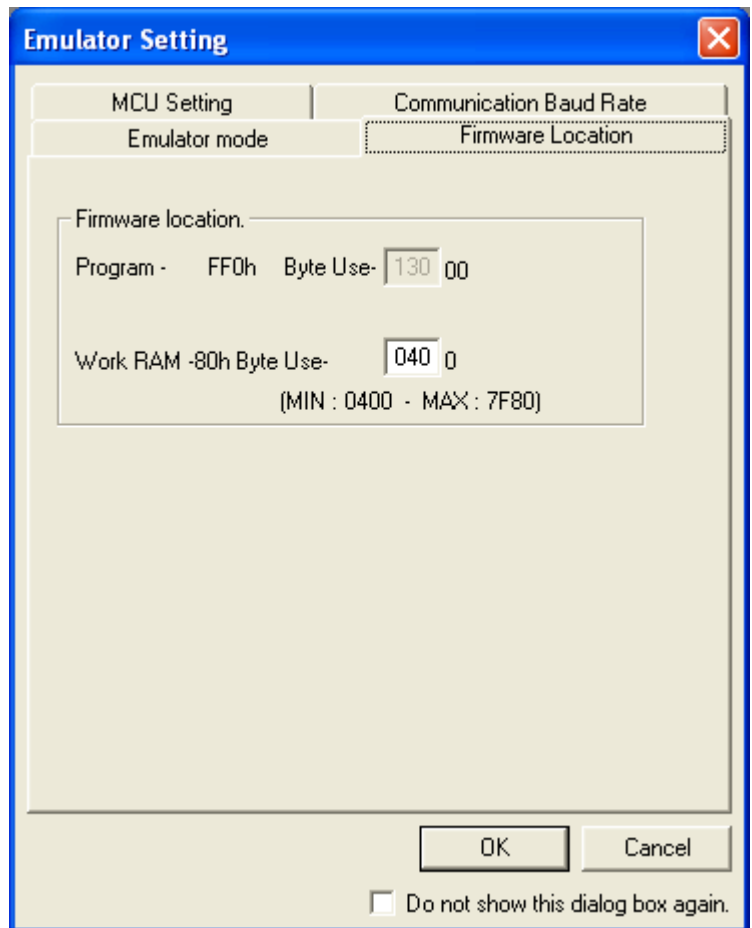 Emulator Setting
MCU Setting
Communication Baud Rate
Emulator mode
Firmware Location
Firmware location.
Program - FF0h Byte Use- 130 00
Work RAM -80h Byte Use- 040 0
(MIN : 0400 - MAX : 7F80)
OK
Cancel
Do not show this dialog box again.